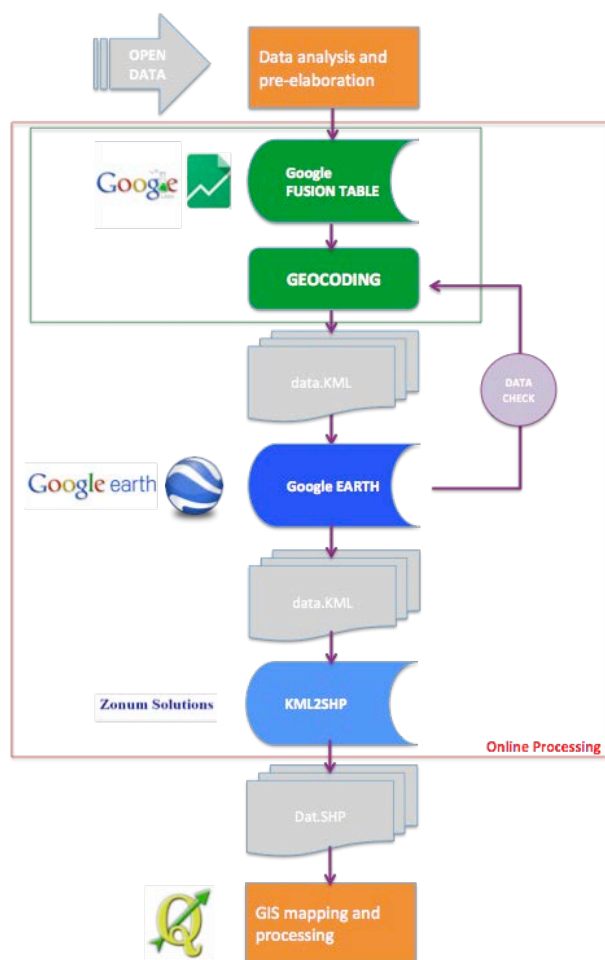 OPEN
DATA
Data analysis and
pre-elaboration
Google
Google
FUSION TABLE
GEOCODING
data.KML
DATA
CHECK
Google earth
Google EARTH
data.KML
Zonum Solutions
KML2SHP
Online Processing
Dat.SHP
GIS mapping and
processing